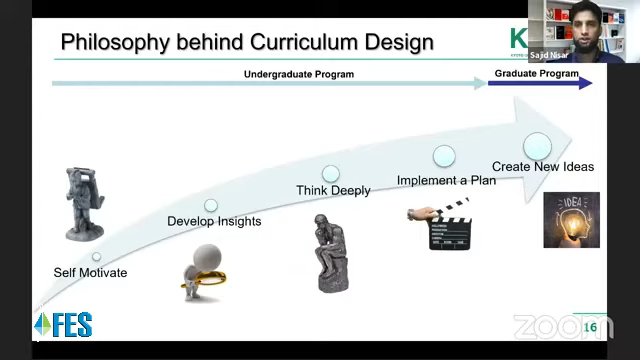 Philosophy behind Curriculum Design
K
Sajid Nisar
Undergraduate Program
Graduate Program
Create New Ideas
Implement a Plan
Think Deeply
Develop Insights
Self Motivate
IDEA
FES
zoom
16